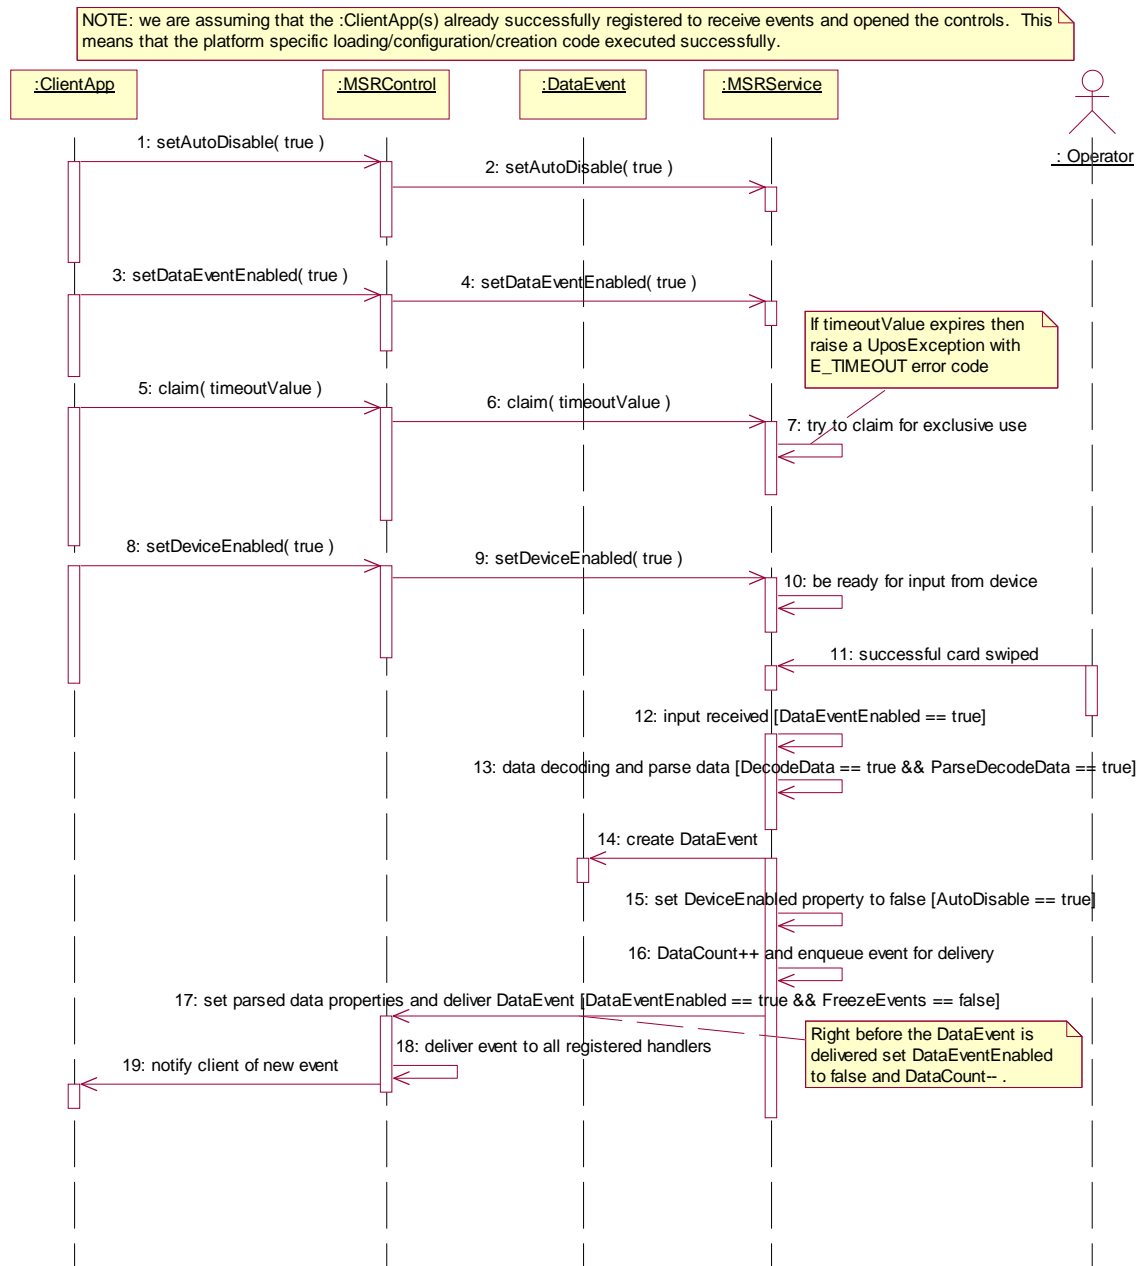 NOTE: we are assuming that the :ClientApp(s) already successfully registered to receive events and opened the controls. This
means that the platform specific loading/configuration/creation code executed successfully.
:ClientApp
:MSRControl
:DataEvent
:MSRService
: Operator
1: setAutoDisable( true )
2: setAutoDisable( true )
3: setDataEventEnabled( true )
4: setDataEventEnabled( true )
If timeoutValue expires then
raise a UposException with
E_TIMEOUT error code
5: claim( timeoutValue )
6: claim( timeoutValue )
7: try to claim for exclusive use
8: setDeviceEnabled( true )
9: setDeviceEnabled( true )
10: be ready for input from device
11: successful card swiped
12: input received [DataEventEnabled == true]
13: data decoding and parse data [DecodeData == true && ParseDecodeData == true]
14: create DataEvent
15: set DeviceEnabled property to false [AutoDisable == true]
16: DataCount++ and enqueue event for delivery
17: set parsed data properties and deliver DataEvent [DataEventEnabled == true && FreezeEvents == false]
Right before the DataEvent is
delivered set DataEventEnabled
to false and DataCount-- .
18: deliver event to all registered handlers
19: notify client of new event